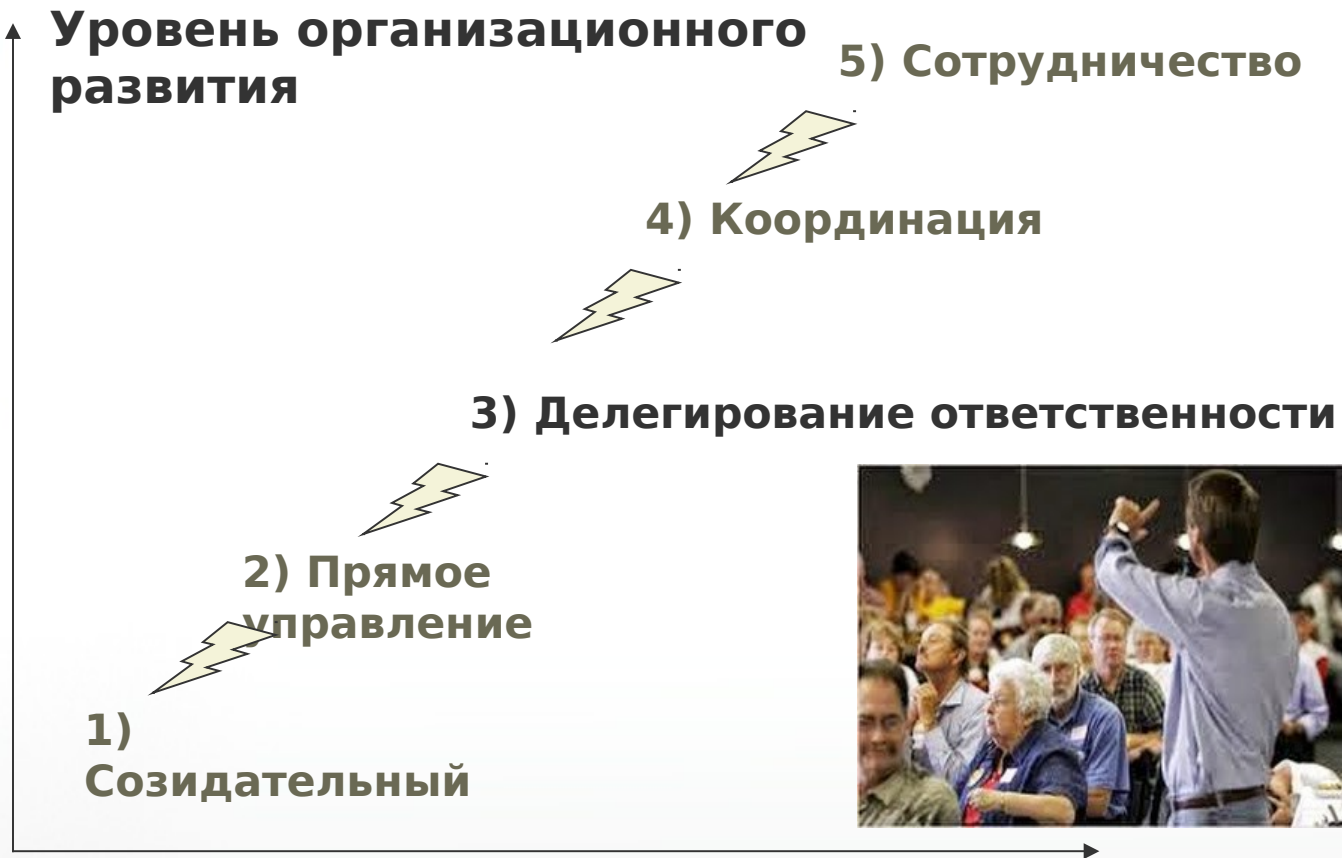 Уровень организационного
развития
5) Сотрудничество
4) Координация
3) Делегирование ответственности
2) Прямое
управление
1)
Созидательный